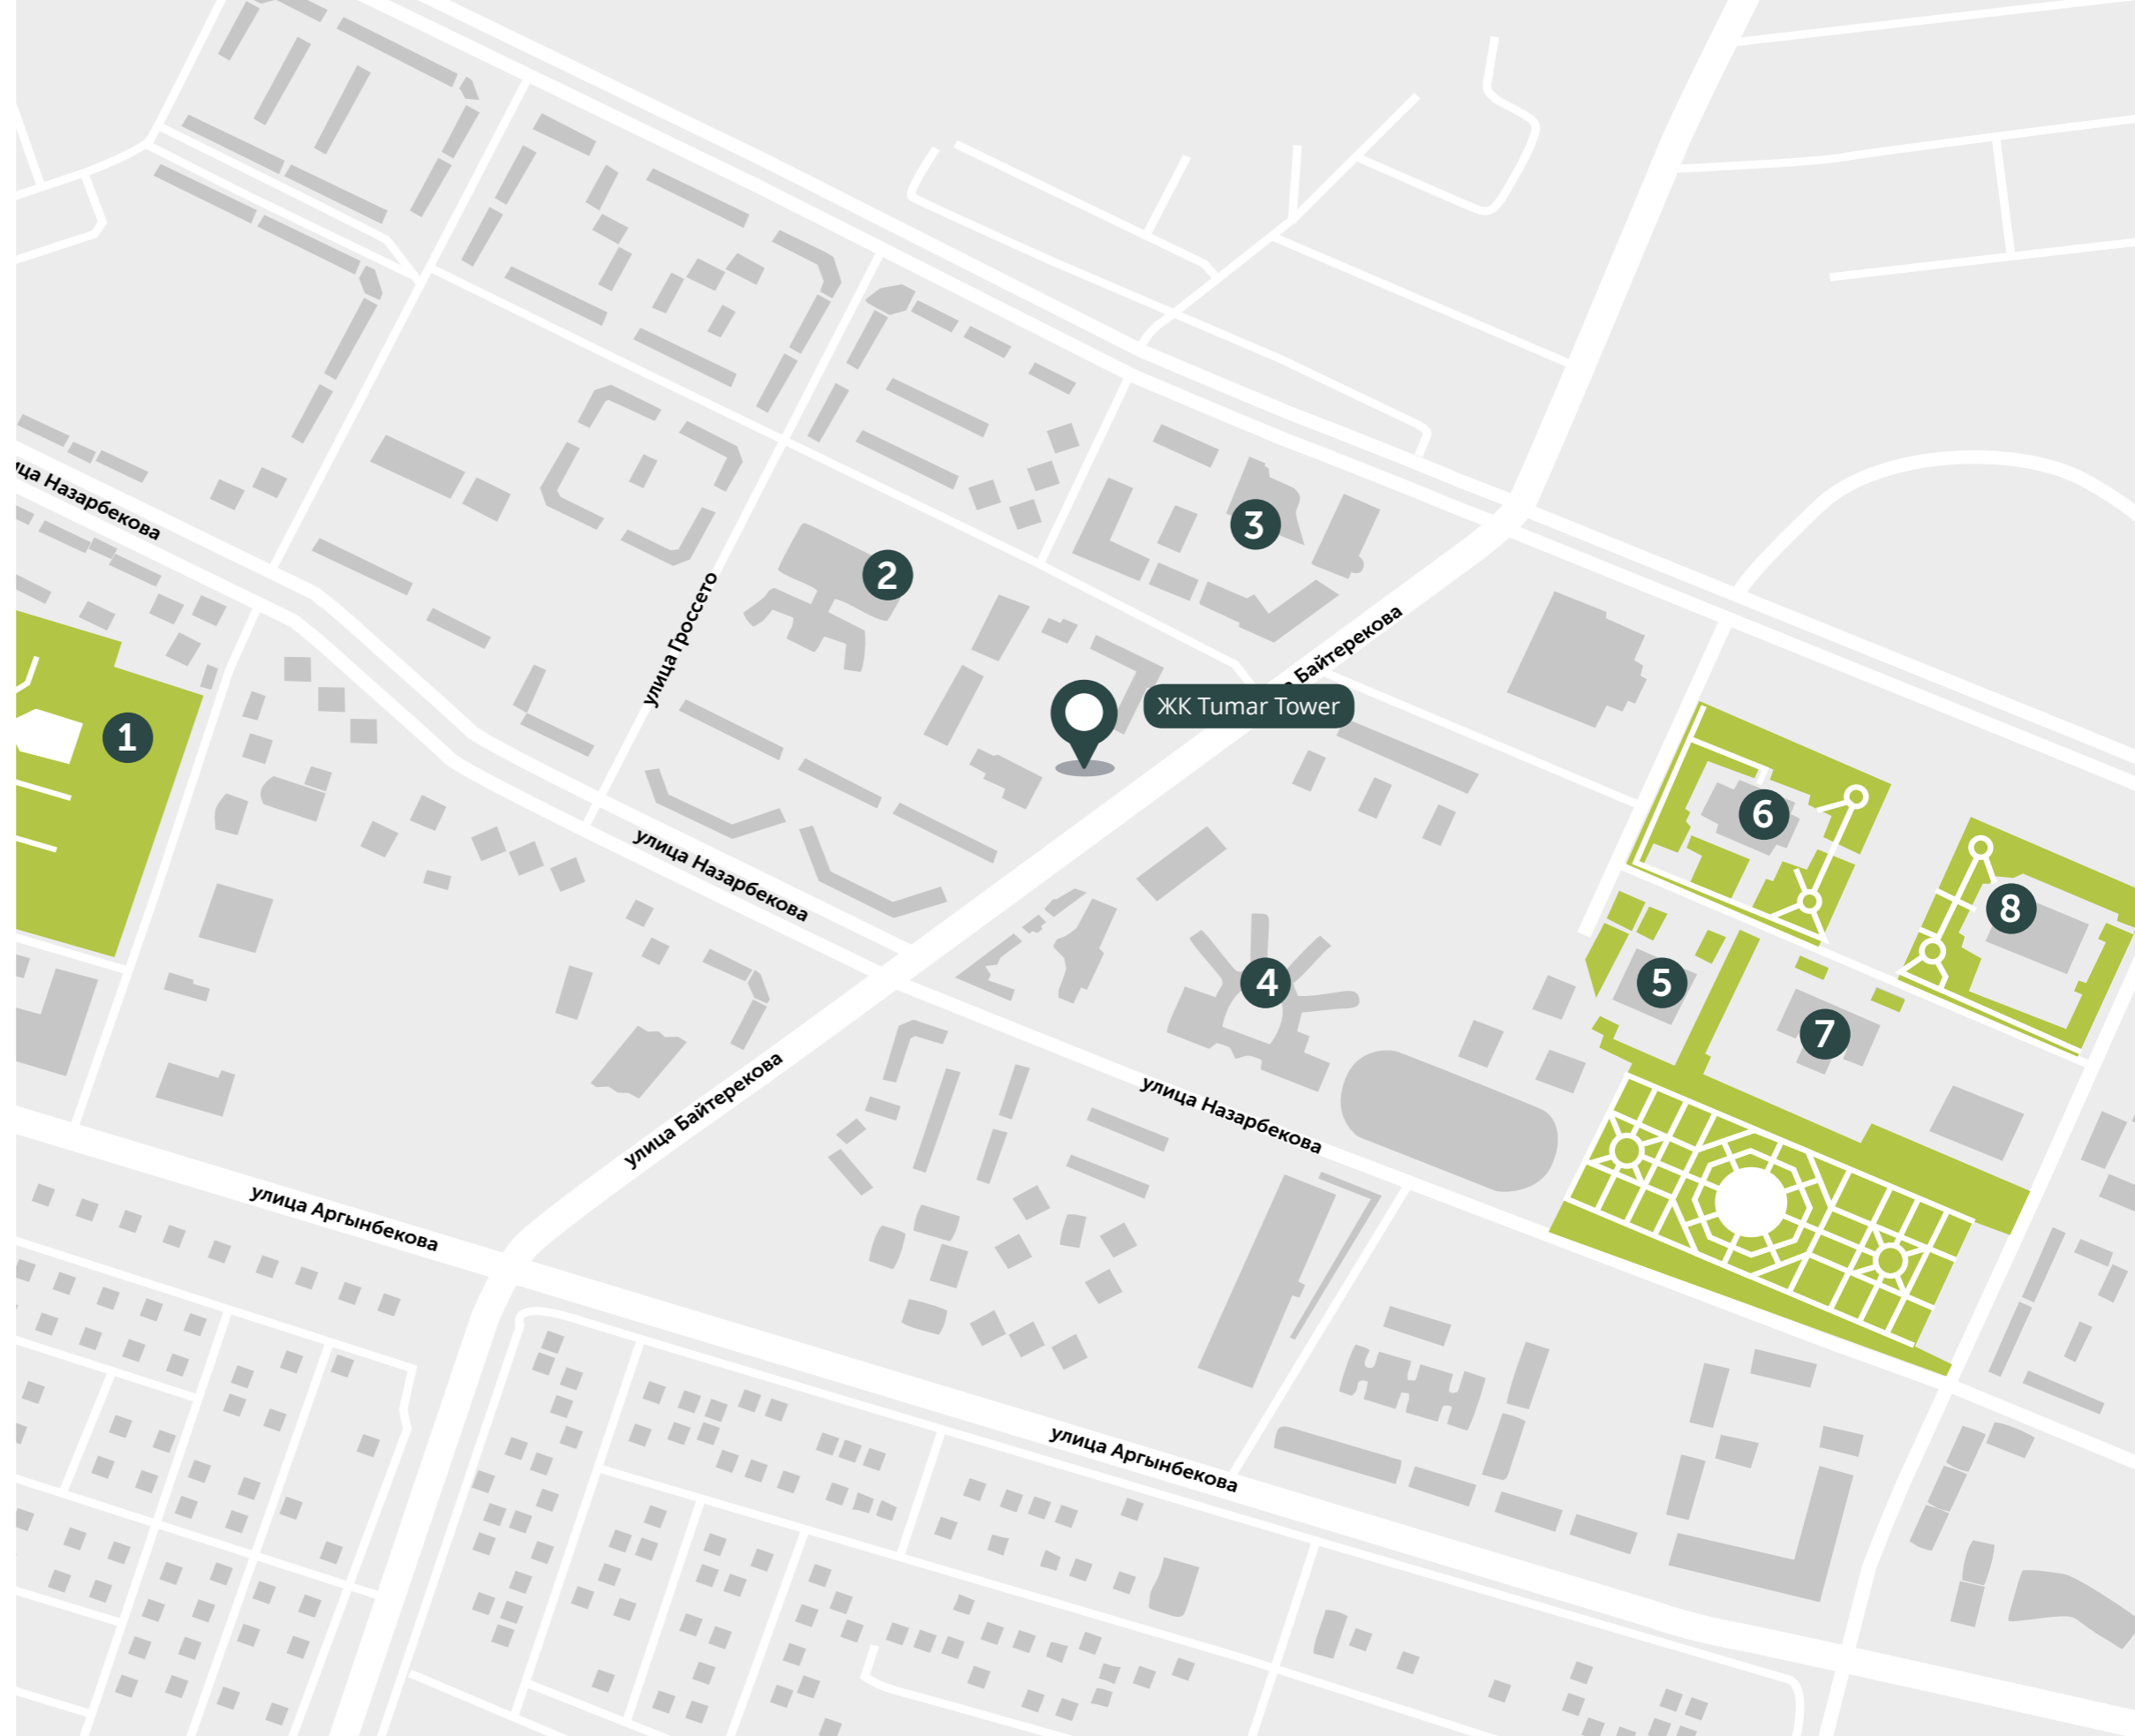 улица Назарбекова
3
2
улица Гроссето
Байтерекова
ЖК Tumar Tower
1
6
улица Назарбекова
8
5
4
7
улица Байтерекова
улица Назарбекова
улица Аргынбекова
улица Аргынбекова